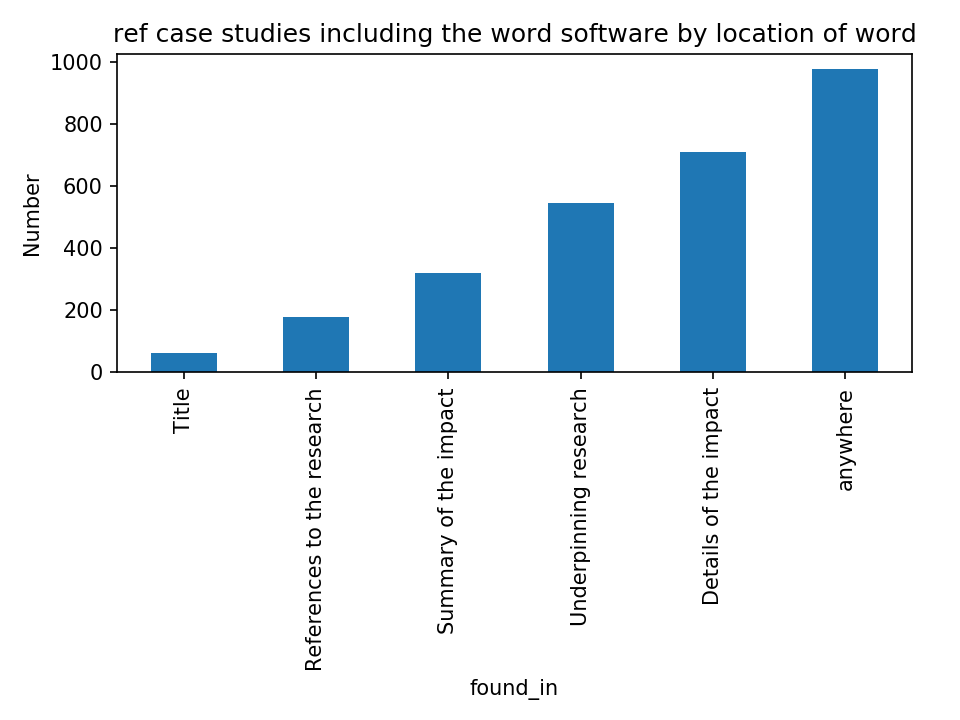 ref case studies including the word software by location of word
1000
800
600
400
200
0
Number
Title
References to the research
Summary of the impact
Underpinning research
Details of the impact
anywhere
found_in